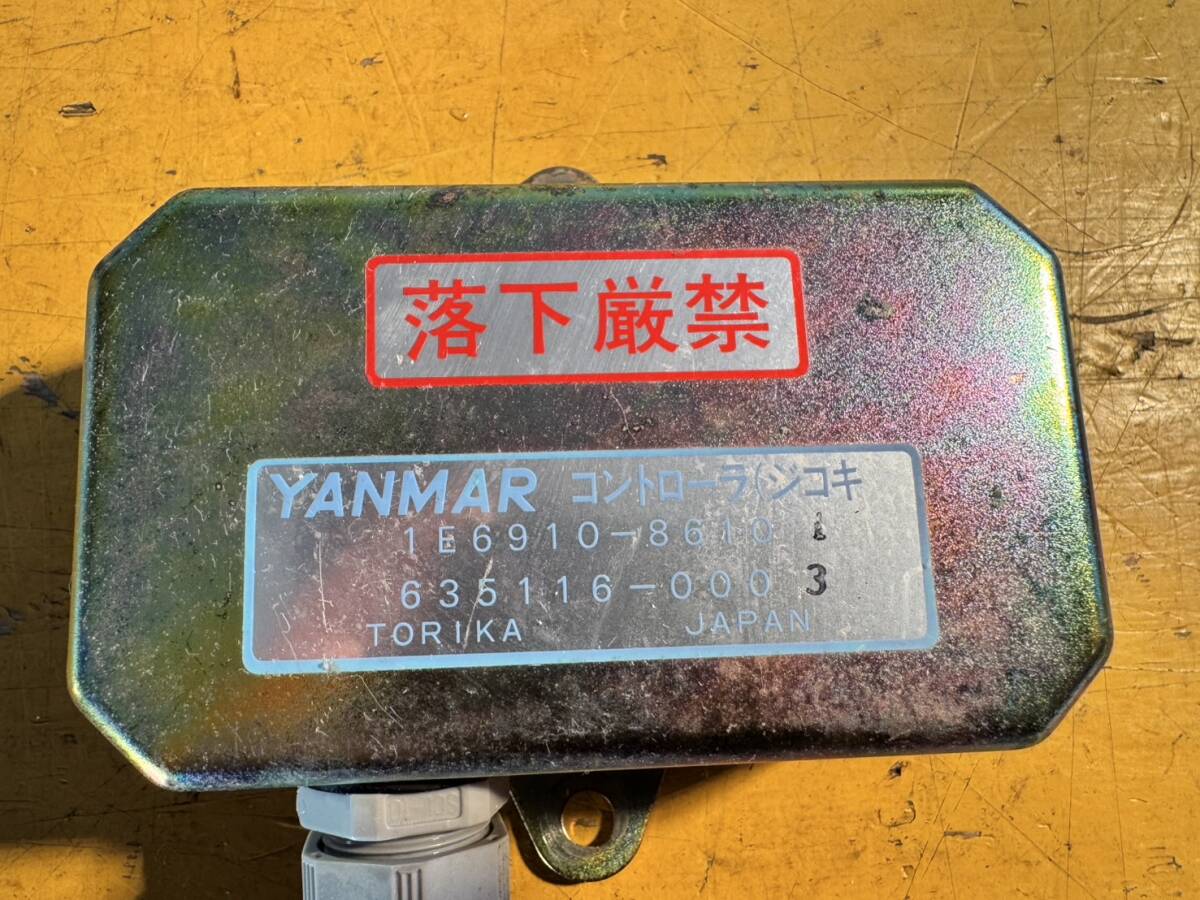 落下厳禁
YANMAR コントローラ(シコキ
1E6910-8610
635116-000 3
TORIKA JAPAN